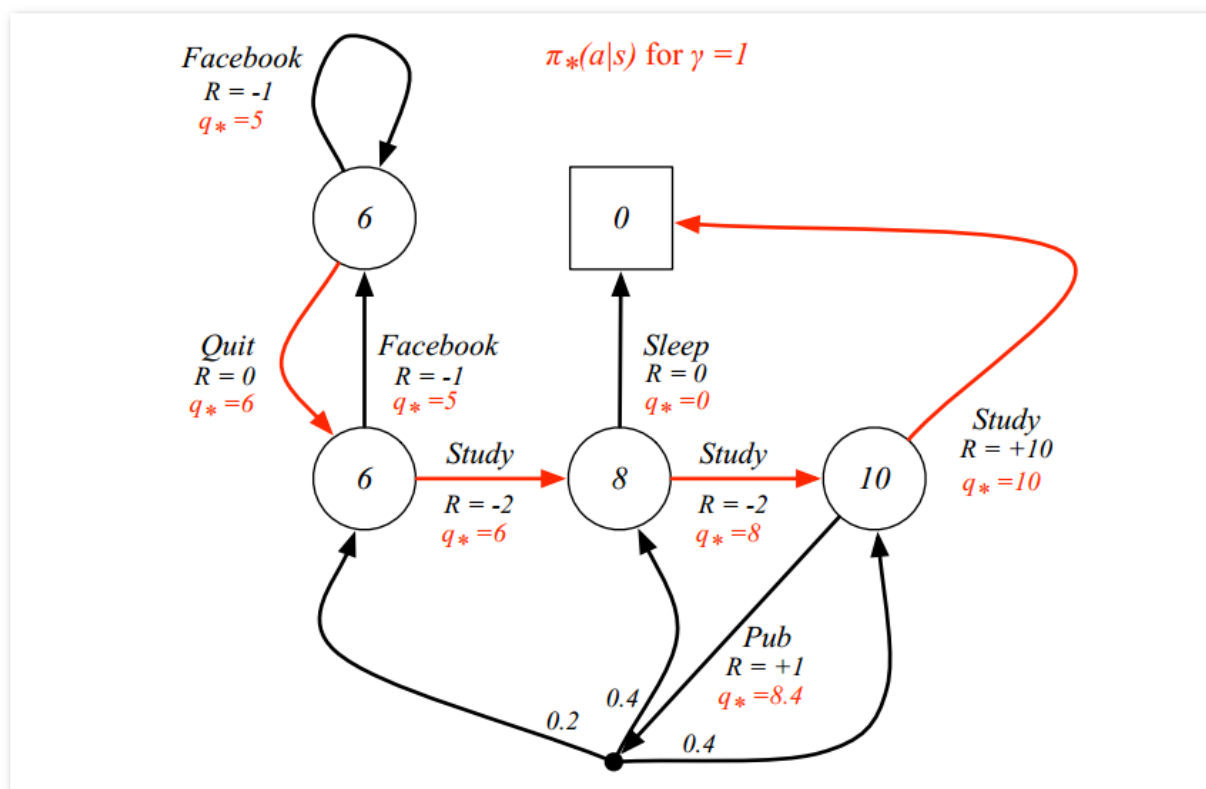 π*(a|s) for γ =1
Facebook
R = -1
q* =5
6
0
Quit
R = 0
q* =6
Facebook
R = -1
q* =5
Sleep
R = 0
q* =0
6
Study
R = -2
q* =6
8
Study
R = -2
q* =8
10
Study
R = +10
q* =10
Pub
R = +1
q* =8.4
0.2
0.4
0.4